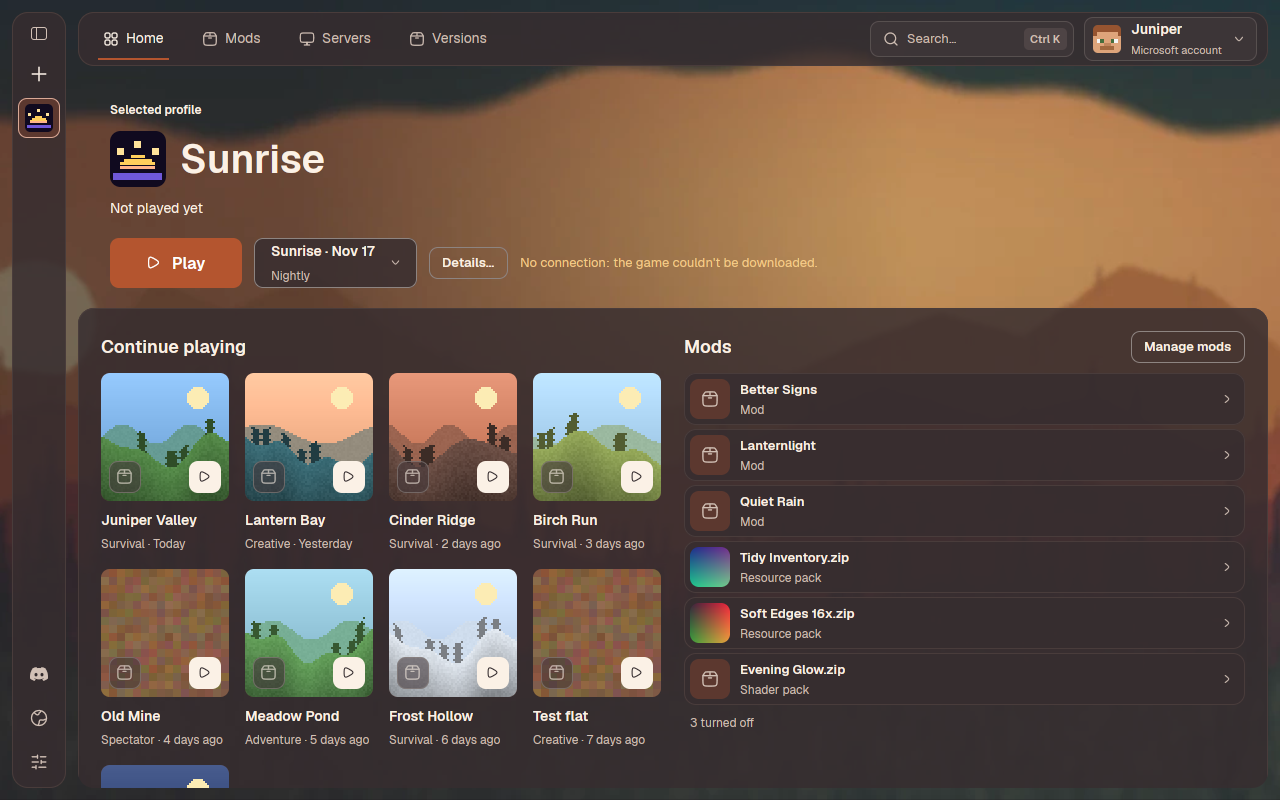 Home
Mods
Servers
Versions
Search...
Ctrl K
Juniper
Microsoft account
Selected profile
Sunrise
Not played yet
Play
Sunrise · Nov 17
Nightly
Details...
No connection: the game couldn't be downloaded.
Continue playing
Juniper Valley
Survival · Today
Lantern Bay
Creative · Yesterday
Cinder Ridge
Survival · 2 days ago
Birch Run
Survival · 3 days ago
Old Mine
Spectator · 4 days ago
Meadow Pond
Adventure · 5 days ago
Frost Hollow
Survival · 6 days ago
Test flat
Creative · 7 days ago
Mods
Manage mods
Better Signs
Mod
Lanternlight
Mod
Quiet Rain
Mod
Tidy Inventory.zip
Resource pack
Soft Edges 16x.zip
Resource pack
Evening Glow.zip
Shader pack
3 turned off